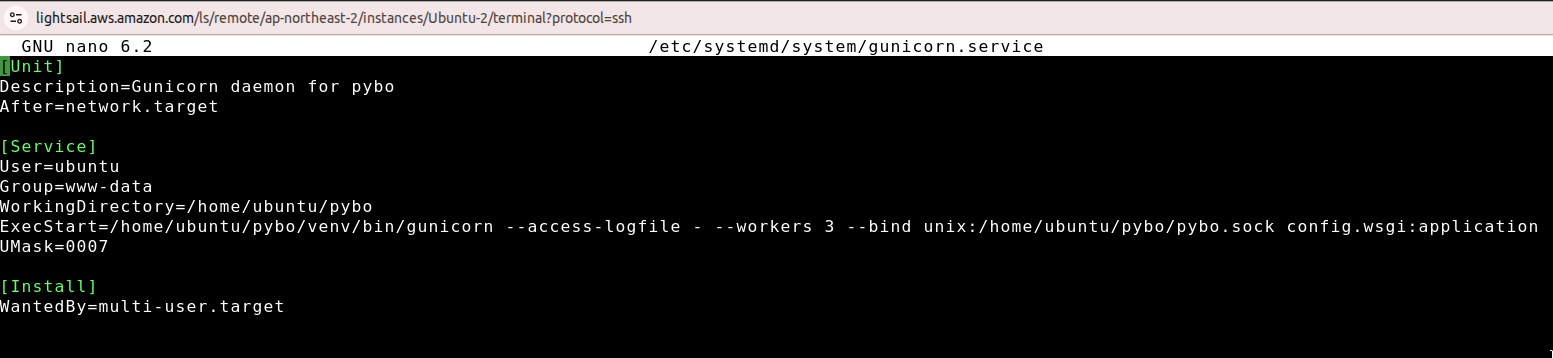 lightsail.aws.amazon.com/ls/remote/ap-northeast-2/instances/Ubuntu-2/terminal?protocol=ssh
GNU nano 6.2 /etc/systemd/system/gunicorn.service
[Unit]
Description=Gunicorn daemon for pybo
After=network.target
[Service]
User=ubuntu
Group=www-data
WorkingDirectory=/home/ubuntu/pybo
ExecStart=/home/ubuntu/pybo/venv/bin/gunicorn --access-logfile - --workers 3 --bind unix:/home/ubuntu/pybo/pybo.sock config.wsgi:application
UMask=0007
[Install]
WantedBy=multi-user.target